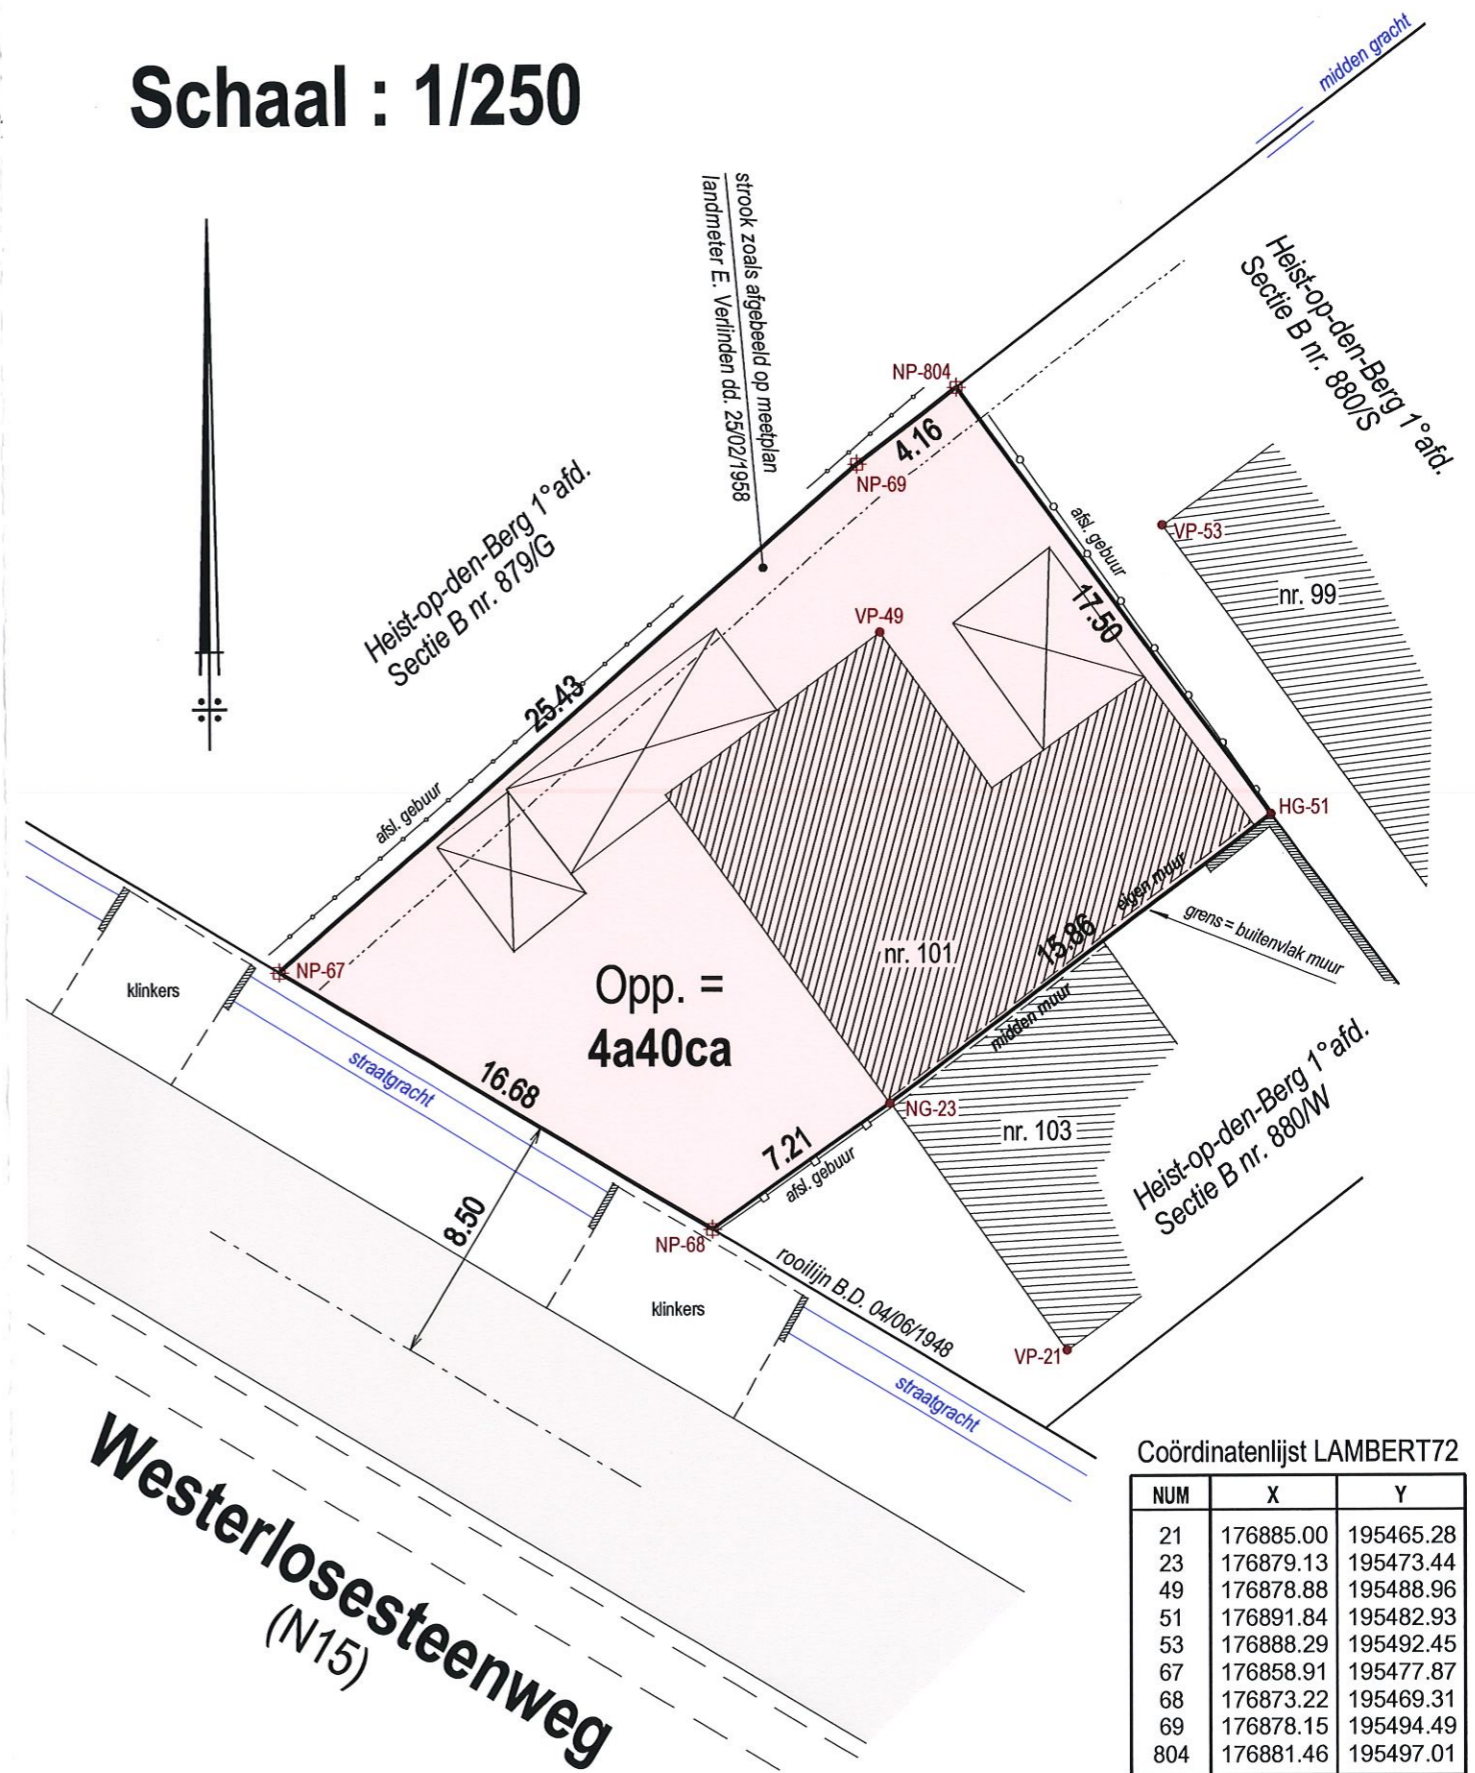 Schaal : 1/250
midden gracht
strook zoals afgebeeld op meetplan
landmeter E. Verlinden dd. 25/02/1958
Heist-op-den-Berg 1°afd.
Sectie B nr. 880/S
NP-804
4.16
NP-69
Heist-op-den-Berg 1°afd.
Sectie B nr. 879/G
afsl. gebuur
VP-53
nr. 99
17.50
VP-49
25.43
afsl. gebuur
HG-51
eigen muur
grens = buitenvlak muur
15.86
nr. 101
NP-67
klinkers
Opp. =
4a40ca
midden muur
straatgracht
16.68
NG-23
nr. 103
7.21
afsl. gebuur
Heist-op-den-Berg 1°afd.
Sectie B nr. 880/W
8.50
NP-68
rooilijn B.D. 04/06/1948
klinkers
VP-21
straatgracht
Westerlosesteenweg
(N15)
Coördinatenlijst LAMBERT72
NUM X Y
21 176885.00 195465.28
23 176879.13 195473.44
49 176878.88 195488.96
51 176891.84 195482.93
53 176888.29 195492.45
67 176858.91 195477.87
68 176873.22 195469.31
69 176878.15 195494.49
804 176881.46 195497.01